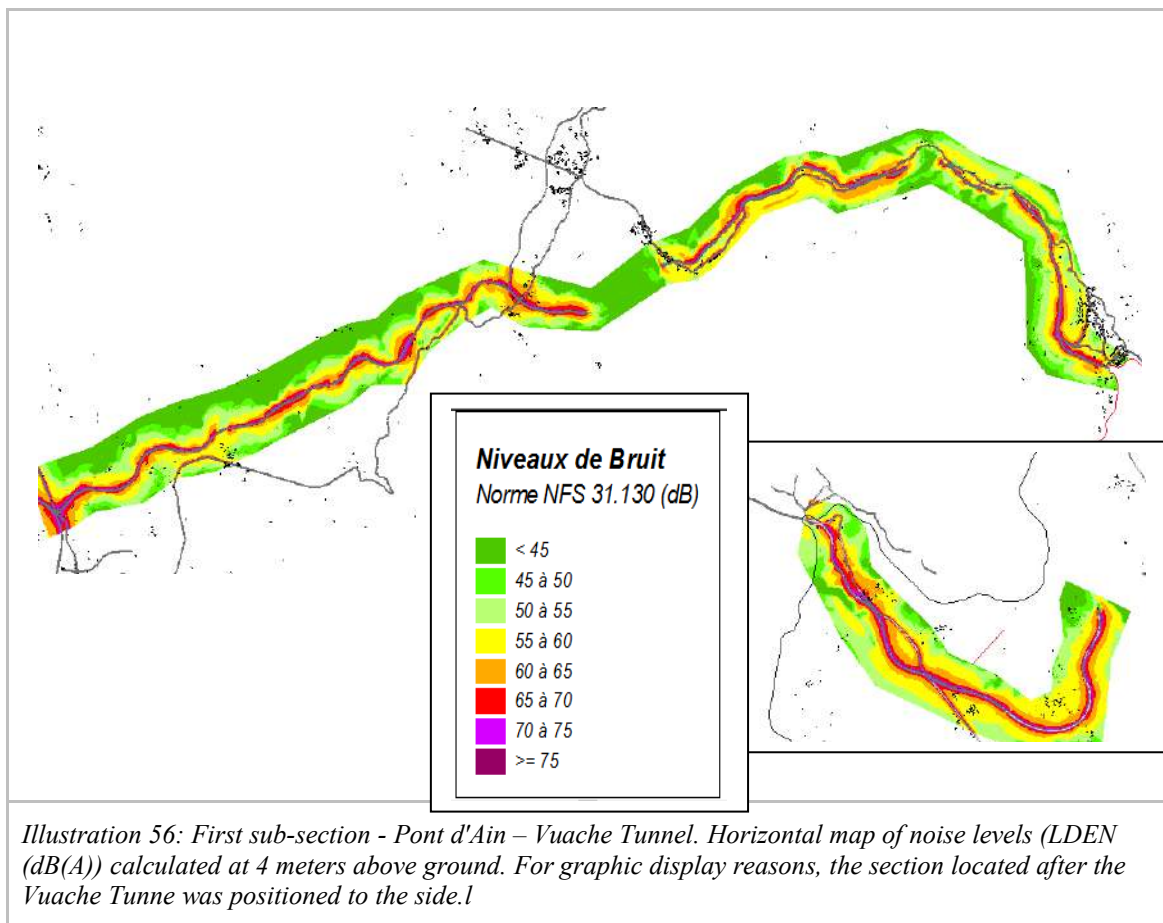 Niveaux de Bruit
Norme NFS 31.130 (dB)
< 45
45 à 50
50 à 55
55 à 60
60 à 65
65 à 70
70 à 75
>= 75
Illustration 56: First sub-section - Pont d'Ain – Vuache Tunnel. Horizontal map of noise levels (LDEN
(dB(A)) calculated at 4 meters above ground. For graphic display reasons, the section located after the
Vuache Tunne was positioned to the side.l